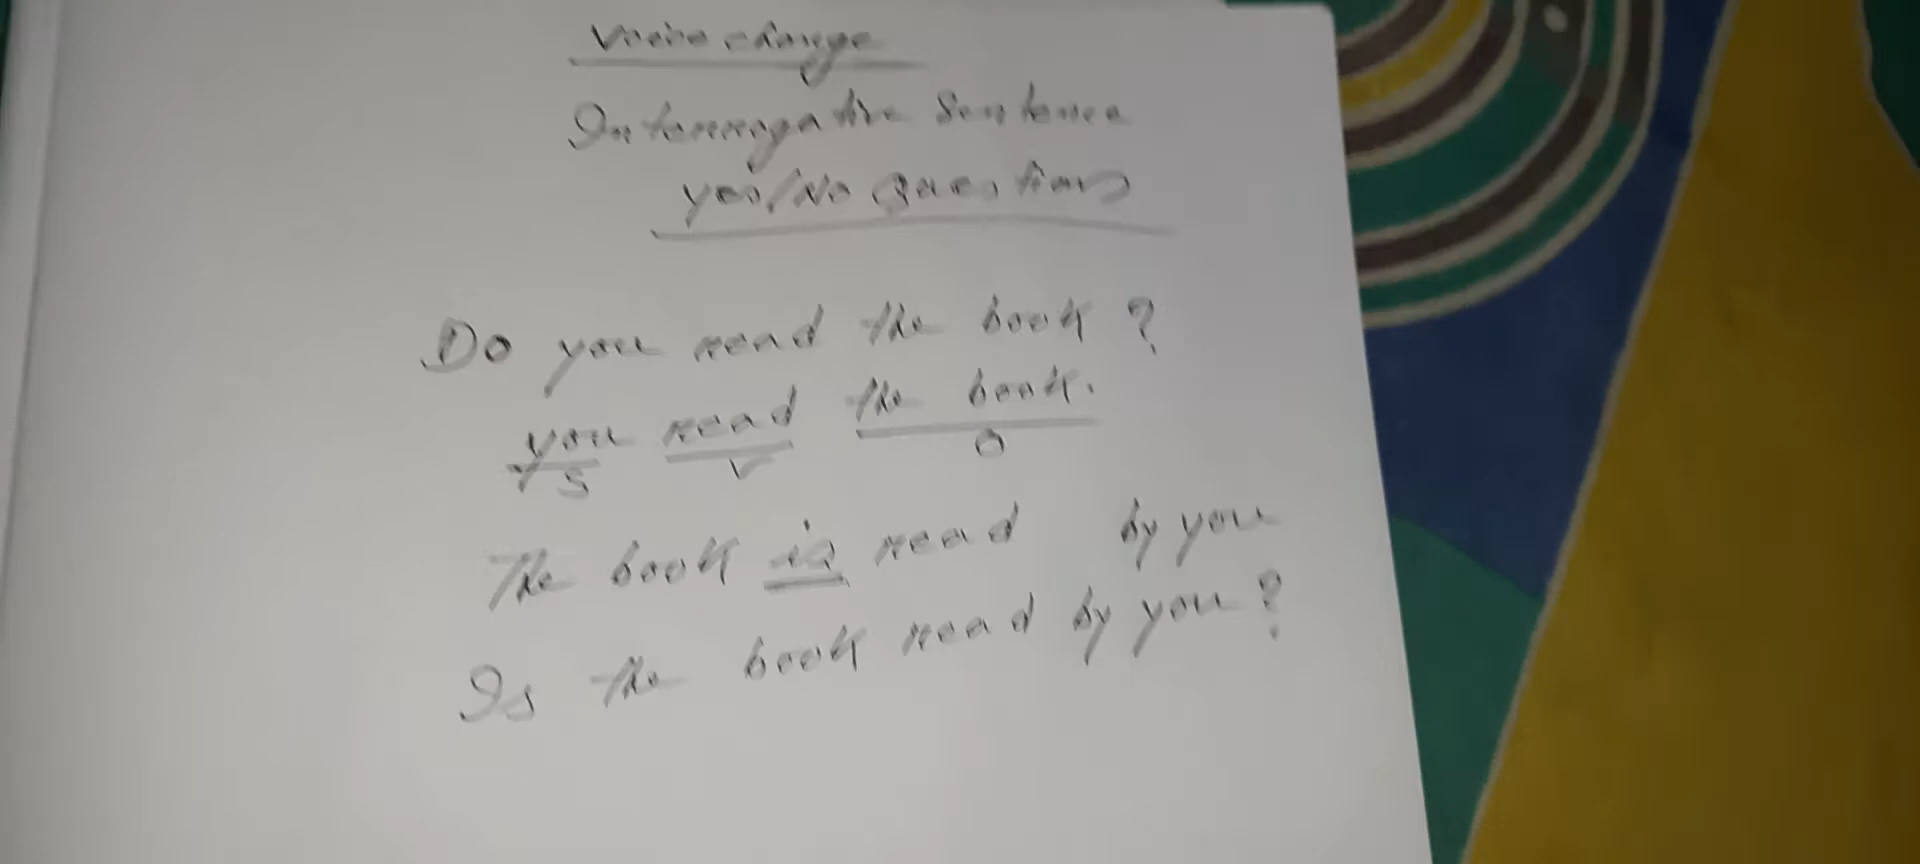 Voice change
Interrogative Sentence
yes/No Questions
Do you read the book ?
you read the book.
S V O
The book is read by you
Is the book read by you ?